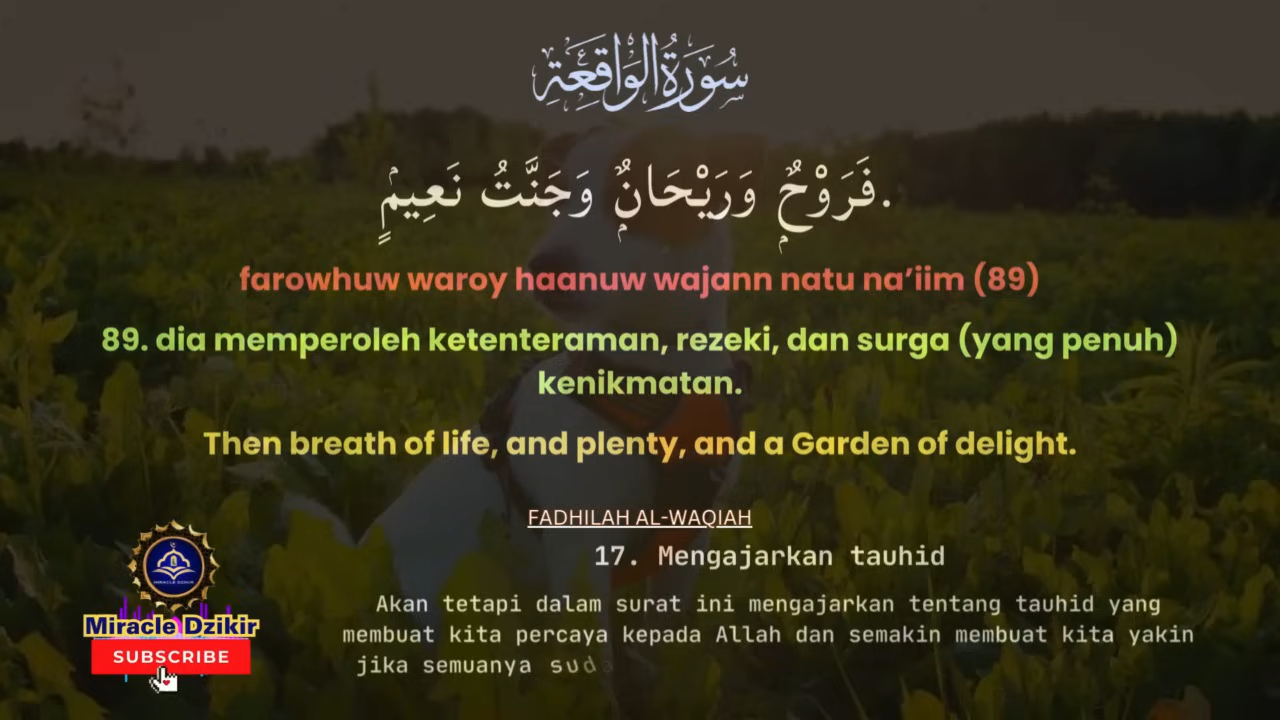 سُورَةُ الوَاقِعَةِ
فَرَوْحٌۭ وَرَيْحَانٌۭ وَجَنَّتُ نَعِيمٍۢ.
farowhuw waroy haanuw wajann natu na’iim (89)
89. dia memperoleh ketenteraman, rezeki, dan surga (yang penuh)
kenikmatan.
Then breath of life, and plenty, and a Garden of delight.
FADHILAH AL-WAQIAH
17. Mengajarkan tauhid
Akan tetapi dalam surat ini mengajarkan tentang tauhid yang
membuat kita percaya kepada Allah dan semakin membuat kita yakin
jika semuanya suda
MIRACLE DZIKIR
Miracle Dzikir
SUBSCRIBE